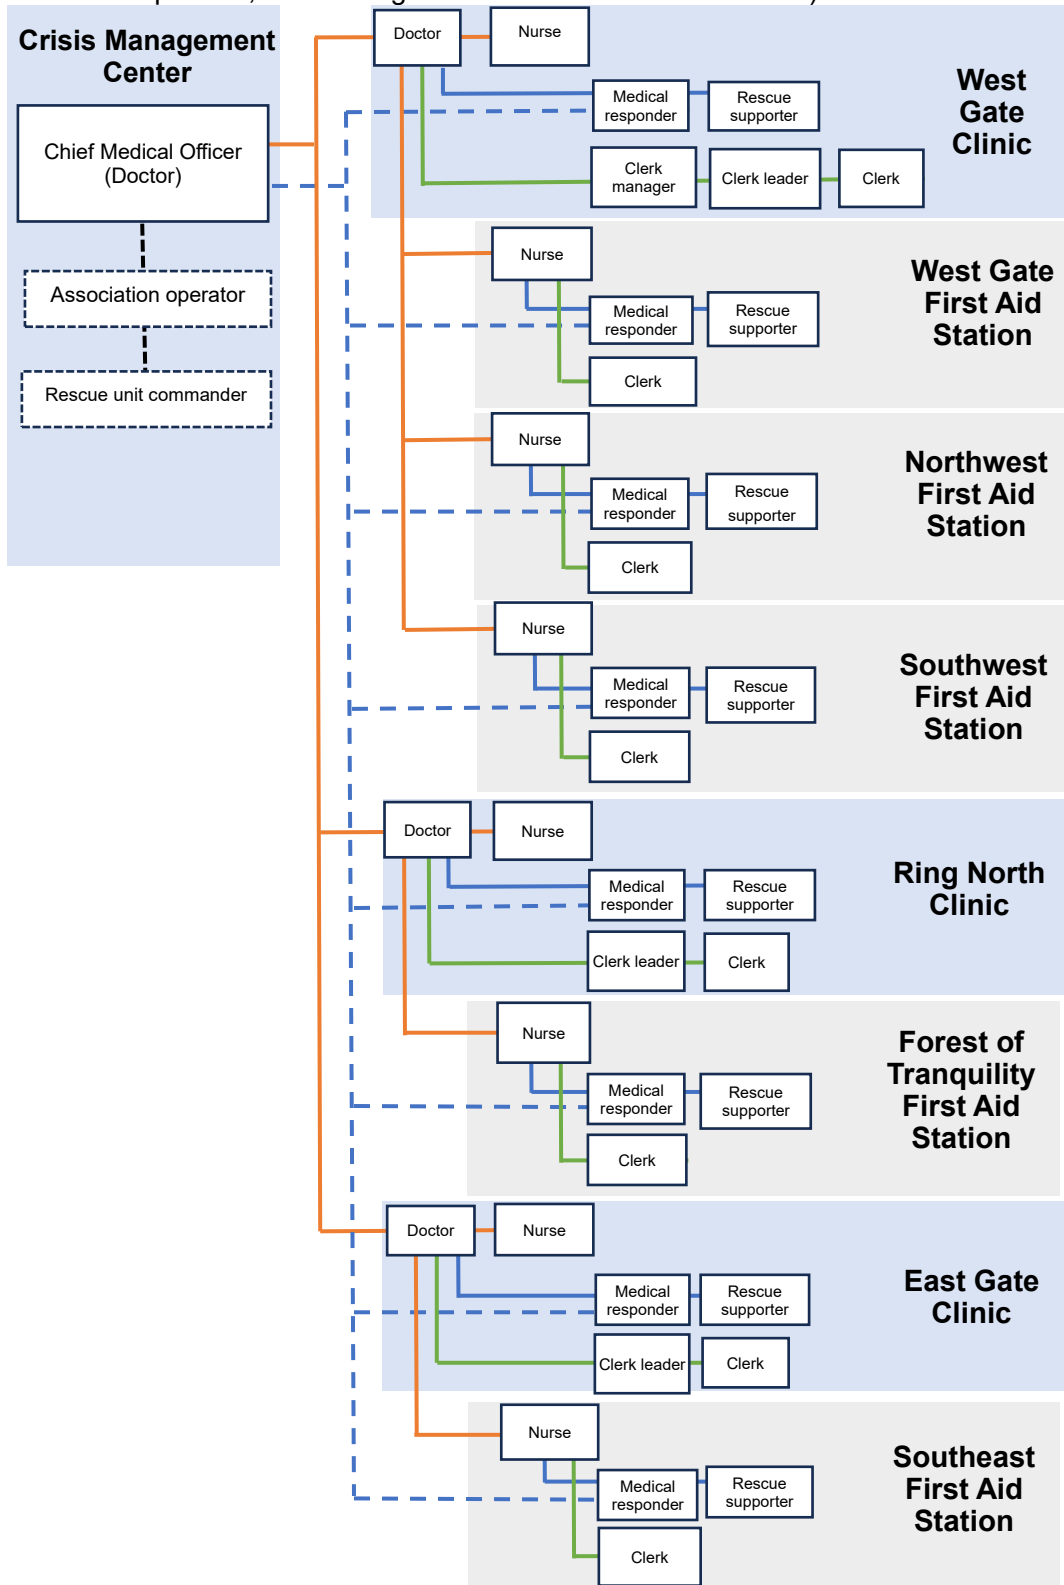 Crisis Management
Center
Chief Medical Officer
(Doctor)
Association operator
Rescue unit commander
Doctor
Nurse
Medical
responder
Rescue
supporter
Clerk
manager
Clerk leader
Clerk
West
Gate
Clinic
Nurse
Medical
responder
Rescue
supporter
Clerk
West Gate
First Aid
Station
Nurse
Medical
responder
Rescue
supporter
Clerk
Northwest
First Aid
Station
Nurse
Medical
responder
Rescue
supporter
Clerk
Southwest
First Aid
Station
Doctor
Nurse
Medical
responder
Rescue
supporter
Clerk leader
Clerk
Ring North
Clinic
Nurse
Medical
responder
Rescue
supporter
Clerk
Forest of
Tranquility
First Aid
Station
Doctor
Nurse
Medical
responder
Rescue
supporter
Clerk leader
Clerk
East Gate
Clinic
Nurse
Medical
responder
Rescue
supporter
Clerk
Southeast
First Aid
Station